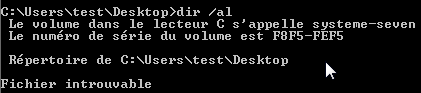 C:\Users\test\Desktop>dir /al
Le volume dans le lecteur C s'appelle systeme-seven
Le numéro de série du volume est F8F5-FEF5
Répertoire de C:\Users\test\Desktop
Fichier introuvable